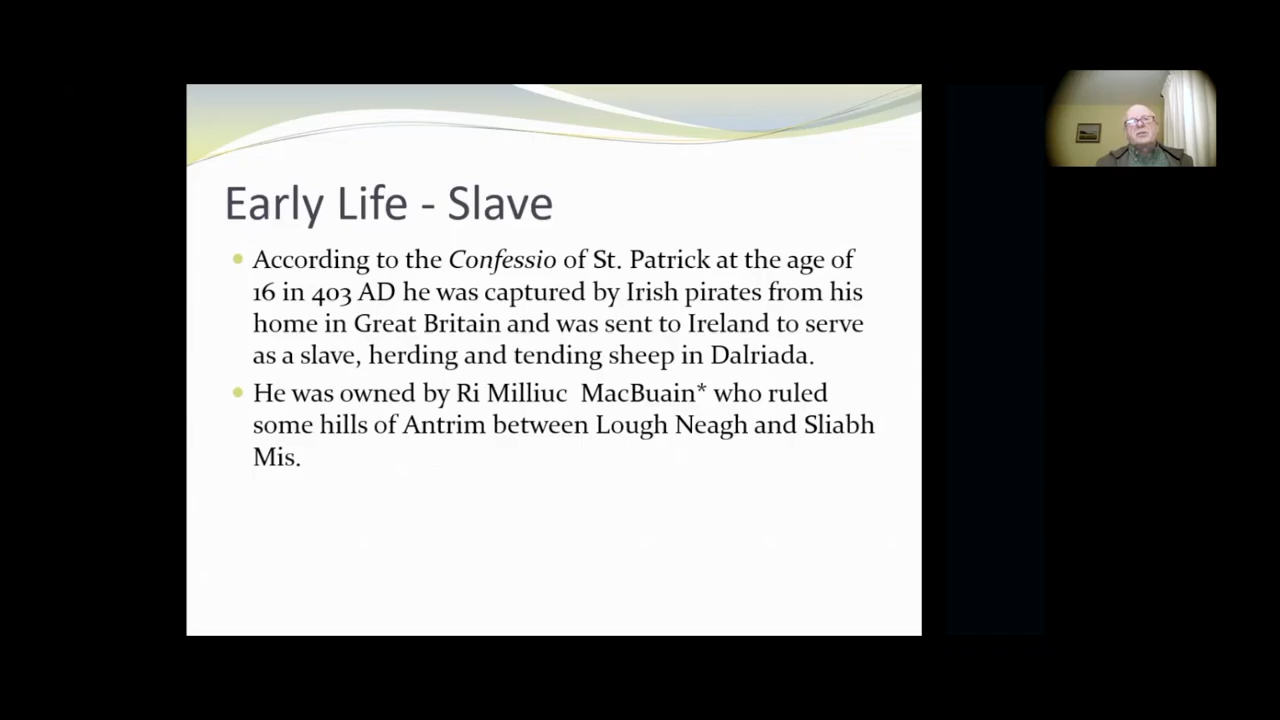 Early Life - Slave
According to the Confessio of St. Patrick at the age of
16 in 403 AD he was captured by Irish pirates from his
home in Great Britain and was sent to Ireland to serve
as a slave, herding and tending sheep in Dalriada.
He was owned by Ri Milliuc  MacBuain* who ruled
some hills of Antrim between Lough Neagh and Sliabh
Mis.